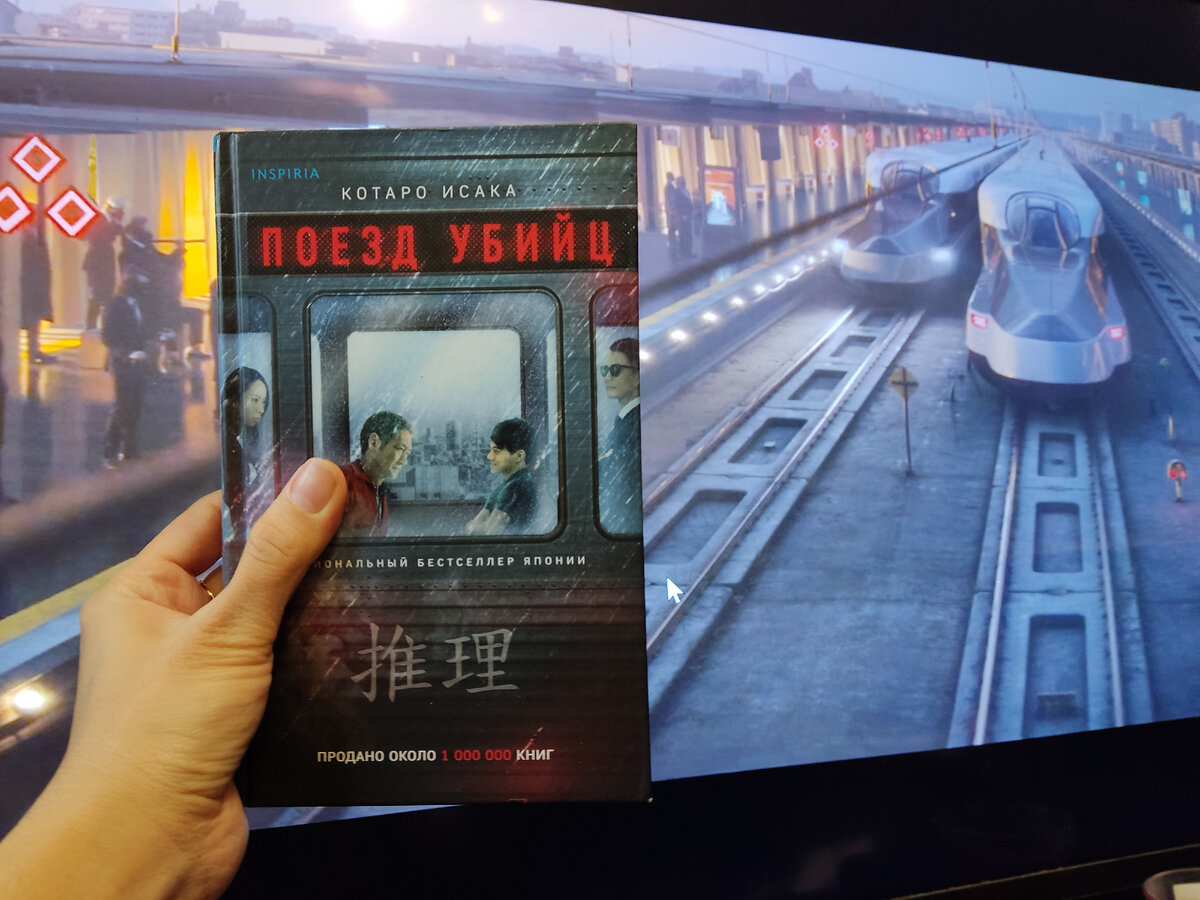 INSPIRIA
КОТАРО ИСАКА
ПОЕЗД УБИЙЦ
БЕСТСЕЛЛЕР ЯПОНИИ
推理
ПРОДАНО ОКОЛО 1 000 000 КНИГ